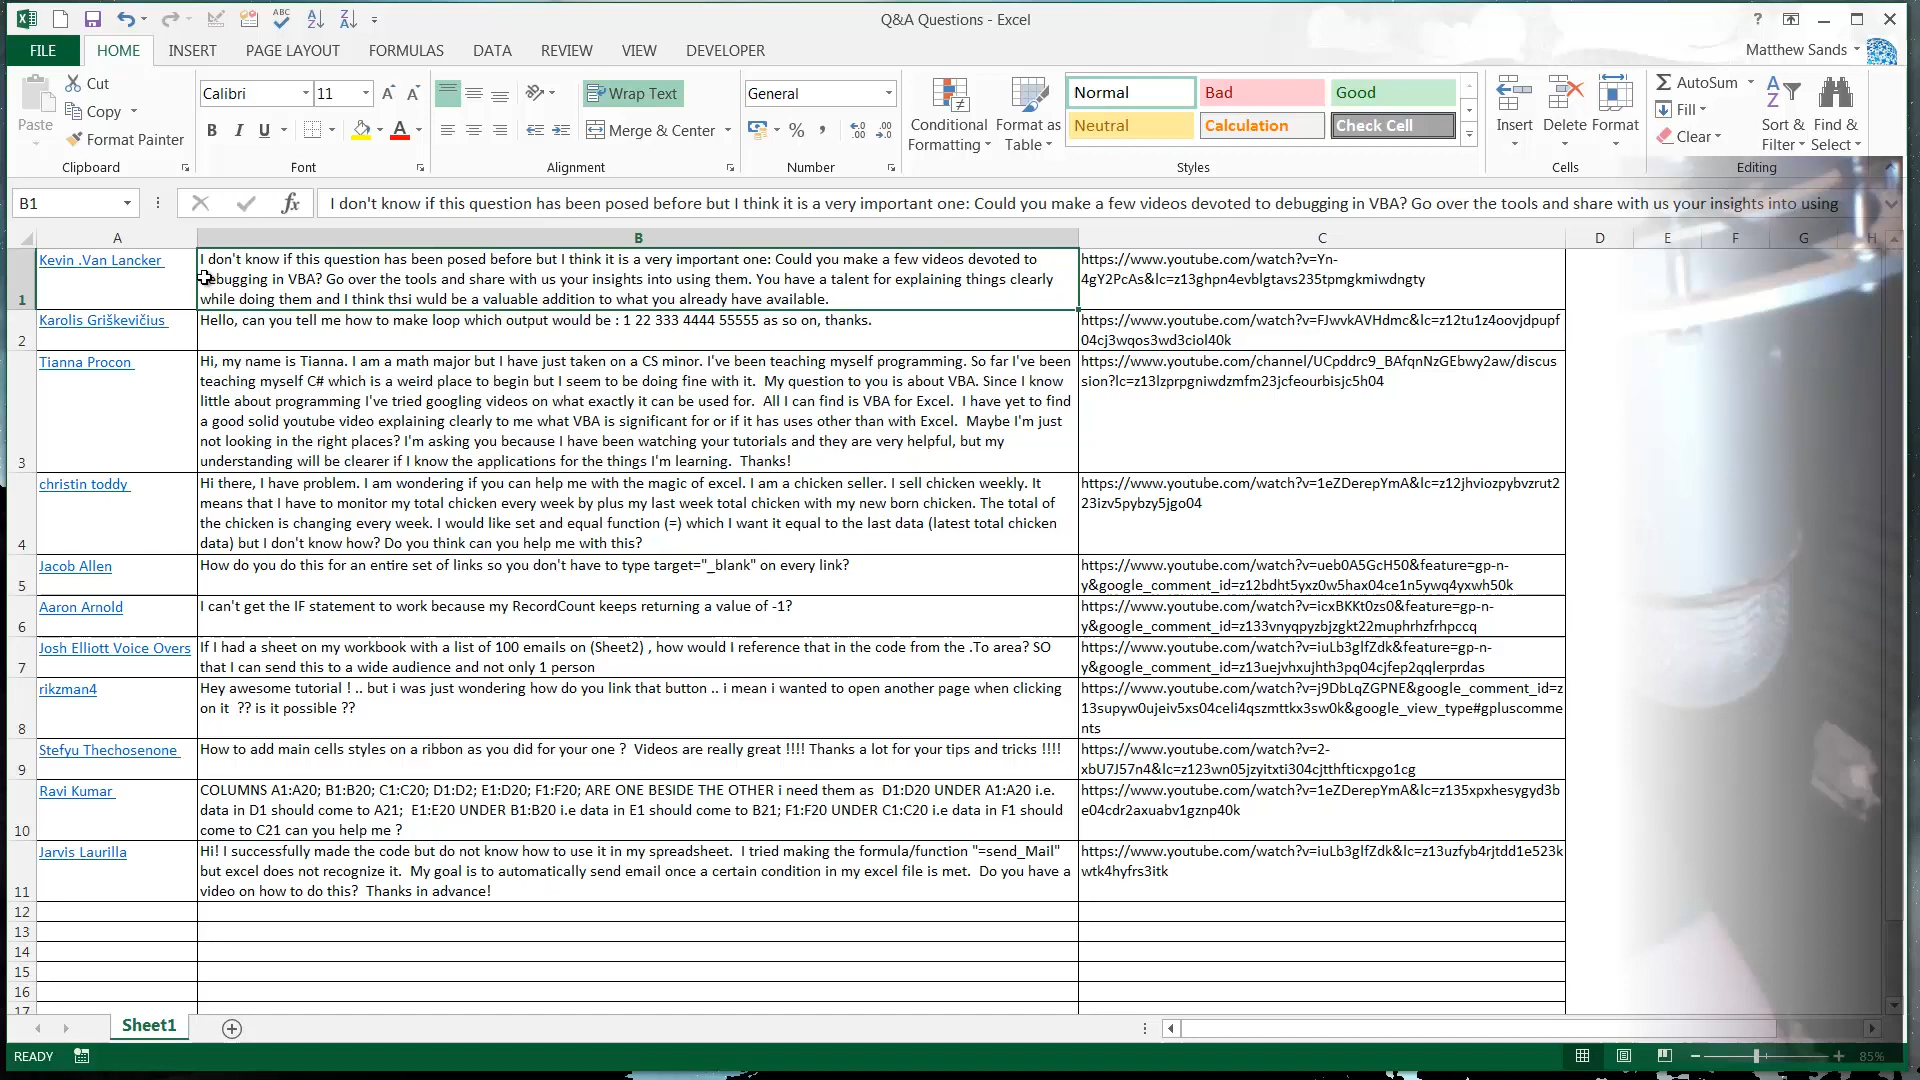 Q&A Questions - Excel
FILE HOME INSERT PAGE LAYOUT FORMULAS DATA REVIEW VIEW DEVELOPER Matthew Sands
Paste
Cut
Copy
Format Painter
Clipboard
Calibri 11
B I U
Font
Wrap Text
Merge & Center
Alignment
General
Number
Conditional Formatting
Format as Table
Normal Bad Good
Neutral Calculation Check Cell
Styles
Insert Delete Format
Cells
AutoSum
Fill
Clear
Sort & Filter
Find & Select
Editing
B1 fx I don't know if this question has been posed before but I think it is a very important one: Could you make a few videos devoted to debugging in VBA? Go over the tools and share with us your insights into using
A B C D E F G H
1 Kevin .Van Lancker
I don't know if this question has been posed before but I think it is a very important one: Could you make a few videos devoted to
debugging in VBA? Go over the tools and share with us your insights into using them. You have a talent for explaining things clearly
while doing them and I think thsi wuld be a valuable addition to what you already have available.
https://www.youtube.com/watch?v=Yn-
4gY2PcAs&lc=z13ghpn4evblgtavs235tpmgkmiwdngty
2 Karolis Griškevičius
Hello, can you tell me how to make loop which output would be : 1 22 333 4444 55555 as so on, thanks.
https://www.youtube.com/watch?v=FJwvkAVHdmc&lc=z12tu1z4oovjdpupf
04cj3wqos3wd3ciol40k
3 Tianna Procon
Hi, my name is Tianna. I am a math major but I have just taken on a CS minor. I've been teaching myself programming. So far I've been
teaching myself C# which is a weird place to begin but I seem to be doing fine with it.  My question to you is about VBA. Since I know
little about programming I've tried googling videos on what exactly it can be used for.  All I can find is VBA for Excel.  I have yet to find
a good solid youtube video explaining clearly to me what VBA is significant for or if it has uses other than with Excel.  Maybe I'm just
not looking in the right places? I'm asking you because I have been watching your tutorials and they are very helpful, but my
understanding will be clearer if I know the applications for the things I'm learning.  Thanks!
https://www.youtube.com/channel/UCpddrc9_BAfqnNzGEbwy2aw/discus
sion?lc=z13lzprpgniwdzmfm23jcfeourbisjc5h04
4 christin toddy
Hi there, I have problem. I am wondering if you can help me with the magic of excel. I am a chicken seller. I sell chicken weekly. It
means that I have to monitor my total chicken every week by plus my last week total chicken with my new born chicken. The total of
the chicken is changing every week. I would like set and equal function (=) which I want it equal to the last data (latest total chicken
data) but I don't know how? Do you think can you help me with this?
https://www.youtube.com/watch?v=1eZDerepYmA&lc=z12jhviozpybvzrut2
23izv5pybzy5jgo04
5 Jacob Allen
How do you do this for an entire set of links so you don't have to type target="_blank" on every link?
https://www.youtube.com/watch?v=ueb0A5GcH50&feature=gp-n-
y&google_comment_id=z12bdht5yxz0w5hax04ce1n5ywq4yxwh50k
6 Aaron Arnold
I can't get the IF statement to work because my RecordCount keeps returning a value of -1?
https://www.youtube.com/watch?v=icxBKKt0zs0&feature=gp-n-
y&google_comment_id=z133vnyqpyzbjzgkt22muphrhzfrhpccq
7 Josh Elliott Voice Overs
If I had a sheet on my workbook with a list of 100 emails on (Sheet2) , how would I reference that in the code from the .To area? SO
that I can send this to a wide audience and not only 1 person
https://www.youtube.com/watch?v=iuLb3glfZdk&feature=gp-n-
y&google_comment_id=z13uejvhxujhth3pq04cjfep2qqlerprdas
8 rikzman4
Hey awesome tutorial ! .. but i was just wondering how do you link that button .. i mean i wanted to open another page when clicking
on it  ?? is it possible ??
https://www.youtube.com/watch?v=j9DbLqZGPNE&google_comment_id=z
13supyw0ujeiv5xs04celi4qszmttkx3sw0k&google_view_type#gpluscomme
nts
9 Stefyu Thechosenone
How to add main cells styles on a ribbon as you did for your one ?  Videos are really great !!!! Thanks a lot for your tips and tricks !!!!
https://www.youtube.com/watch?v=2-
xbU7J57n4&lc=z123wn05jzyitxti304cjtthfticxpgo1cg
10 Ravi Kumar
COLUMNS A1:A20; B1:B20; C1:C20; D1:D2; E1:D20; F1:F20; ARE ONE BESIDE THE OTHER i need them as  D1:D20 UNDER A1:A20 i.e.
data in D1 should come to A21;  E1:E20 UNDER B1:B20 i.e data in E1 should come to B21; F1:F20 UNDER C1:C20 i.e data in F1 should
come to C21 can you help me ?
https://www.youtube.com/watch?v=1eZDerepYmA&lc=z135xpxhesygyd3b
e04cdr2axuabv1gznp40k
11 Jarvis Laurilla
Hi! I successfully made the code but do not know how to use it in my spreadsheet.  I tried making the formula/function "=send_Mail"
but excel does not recognize it.  My goal is to automatically send email once a certain condition in my excel file is met.  Do you have a
video on how to do this?  Thanks in advance!
https://www.youtube.com/watch?v=iuLb3glfZdk&lc=z13uzfyb4rjtdd1e523k
wtk4hyfrs3itk
12
13
14
15
16
17
Sheet1
READY 85%